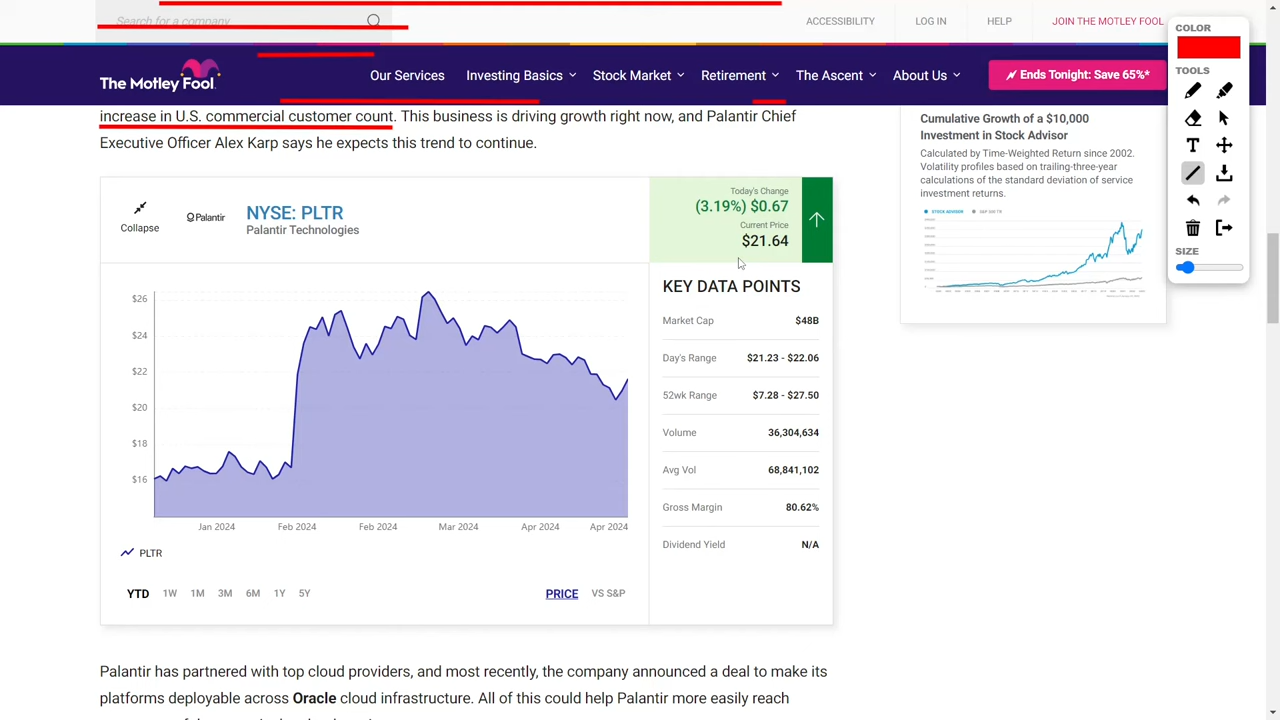 Search for a company
ACCESSIBILITY LOG IN HELP JOIN THE MOTLEY FOOL
The Motley Fool
Our Services Investing Basics Stock Market Retirement The Ascent About Us
Ends Tonight: Save 65%*
COLOR
TOOLS
T
SIZE
increase in U.S. commercial customer count. This business is driving growth right now, and Palantir Chief
Executive Officer Alex Karp says he expects this trend to continue.
Collapse
Palantir
NYSE: PLTR
Palantir Technologies
Today's Change
(3.19%) $0.67
Current Price
$21.64
$26
$24
$22
$20
$18
$16
Jan 2024 Feb 2024 Feb 2024 Mar 2024 Apr 2024 Apr 2024
PLTR
YTD 1W 1M 3M 6M 1Y 5Y
PRICE VS S&P
KEY DATA POINTS
Market Cap $48B
Day's Range $21.23 - $22.06
52wk Range $7.28 - $27.50
Volume 36,304,634
Avg Vol 68,841,102
Gross Margin 80.62%
Dividend Yield N/A
Palantir has partnered with top cloud providers, and most recently, the company announced a deal to make its
platforms deployable across Oracle cloud infrastructure. All of this could help Palantir more easily reach
Cumulative Growth of a $10,000
Investment in Stock Advisor
Calculated by Time-Weighted Return since 2002.
Volatility profiles based on trailing-three-year
calculations of the standard deviation of service
investment returns.
STOCK ADVISOR